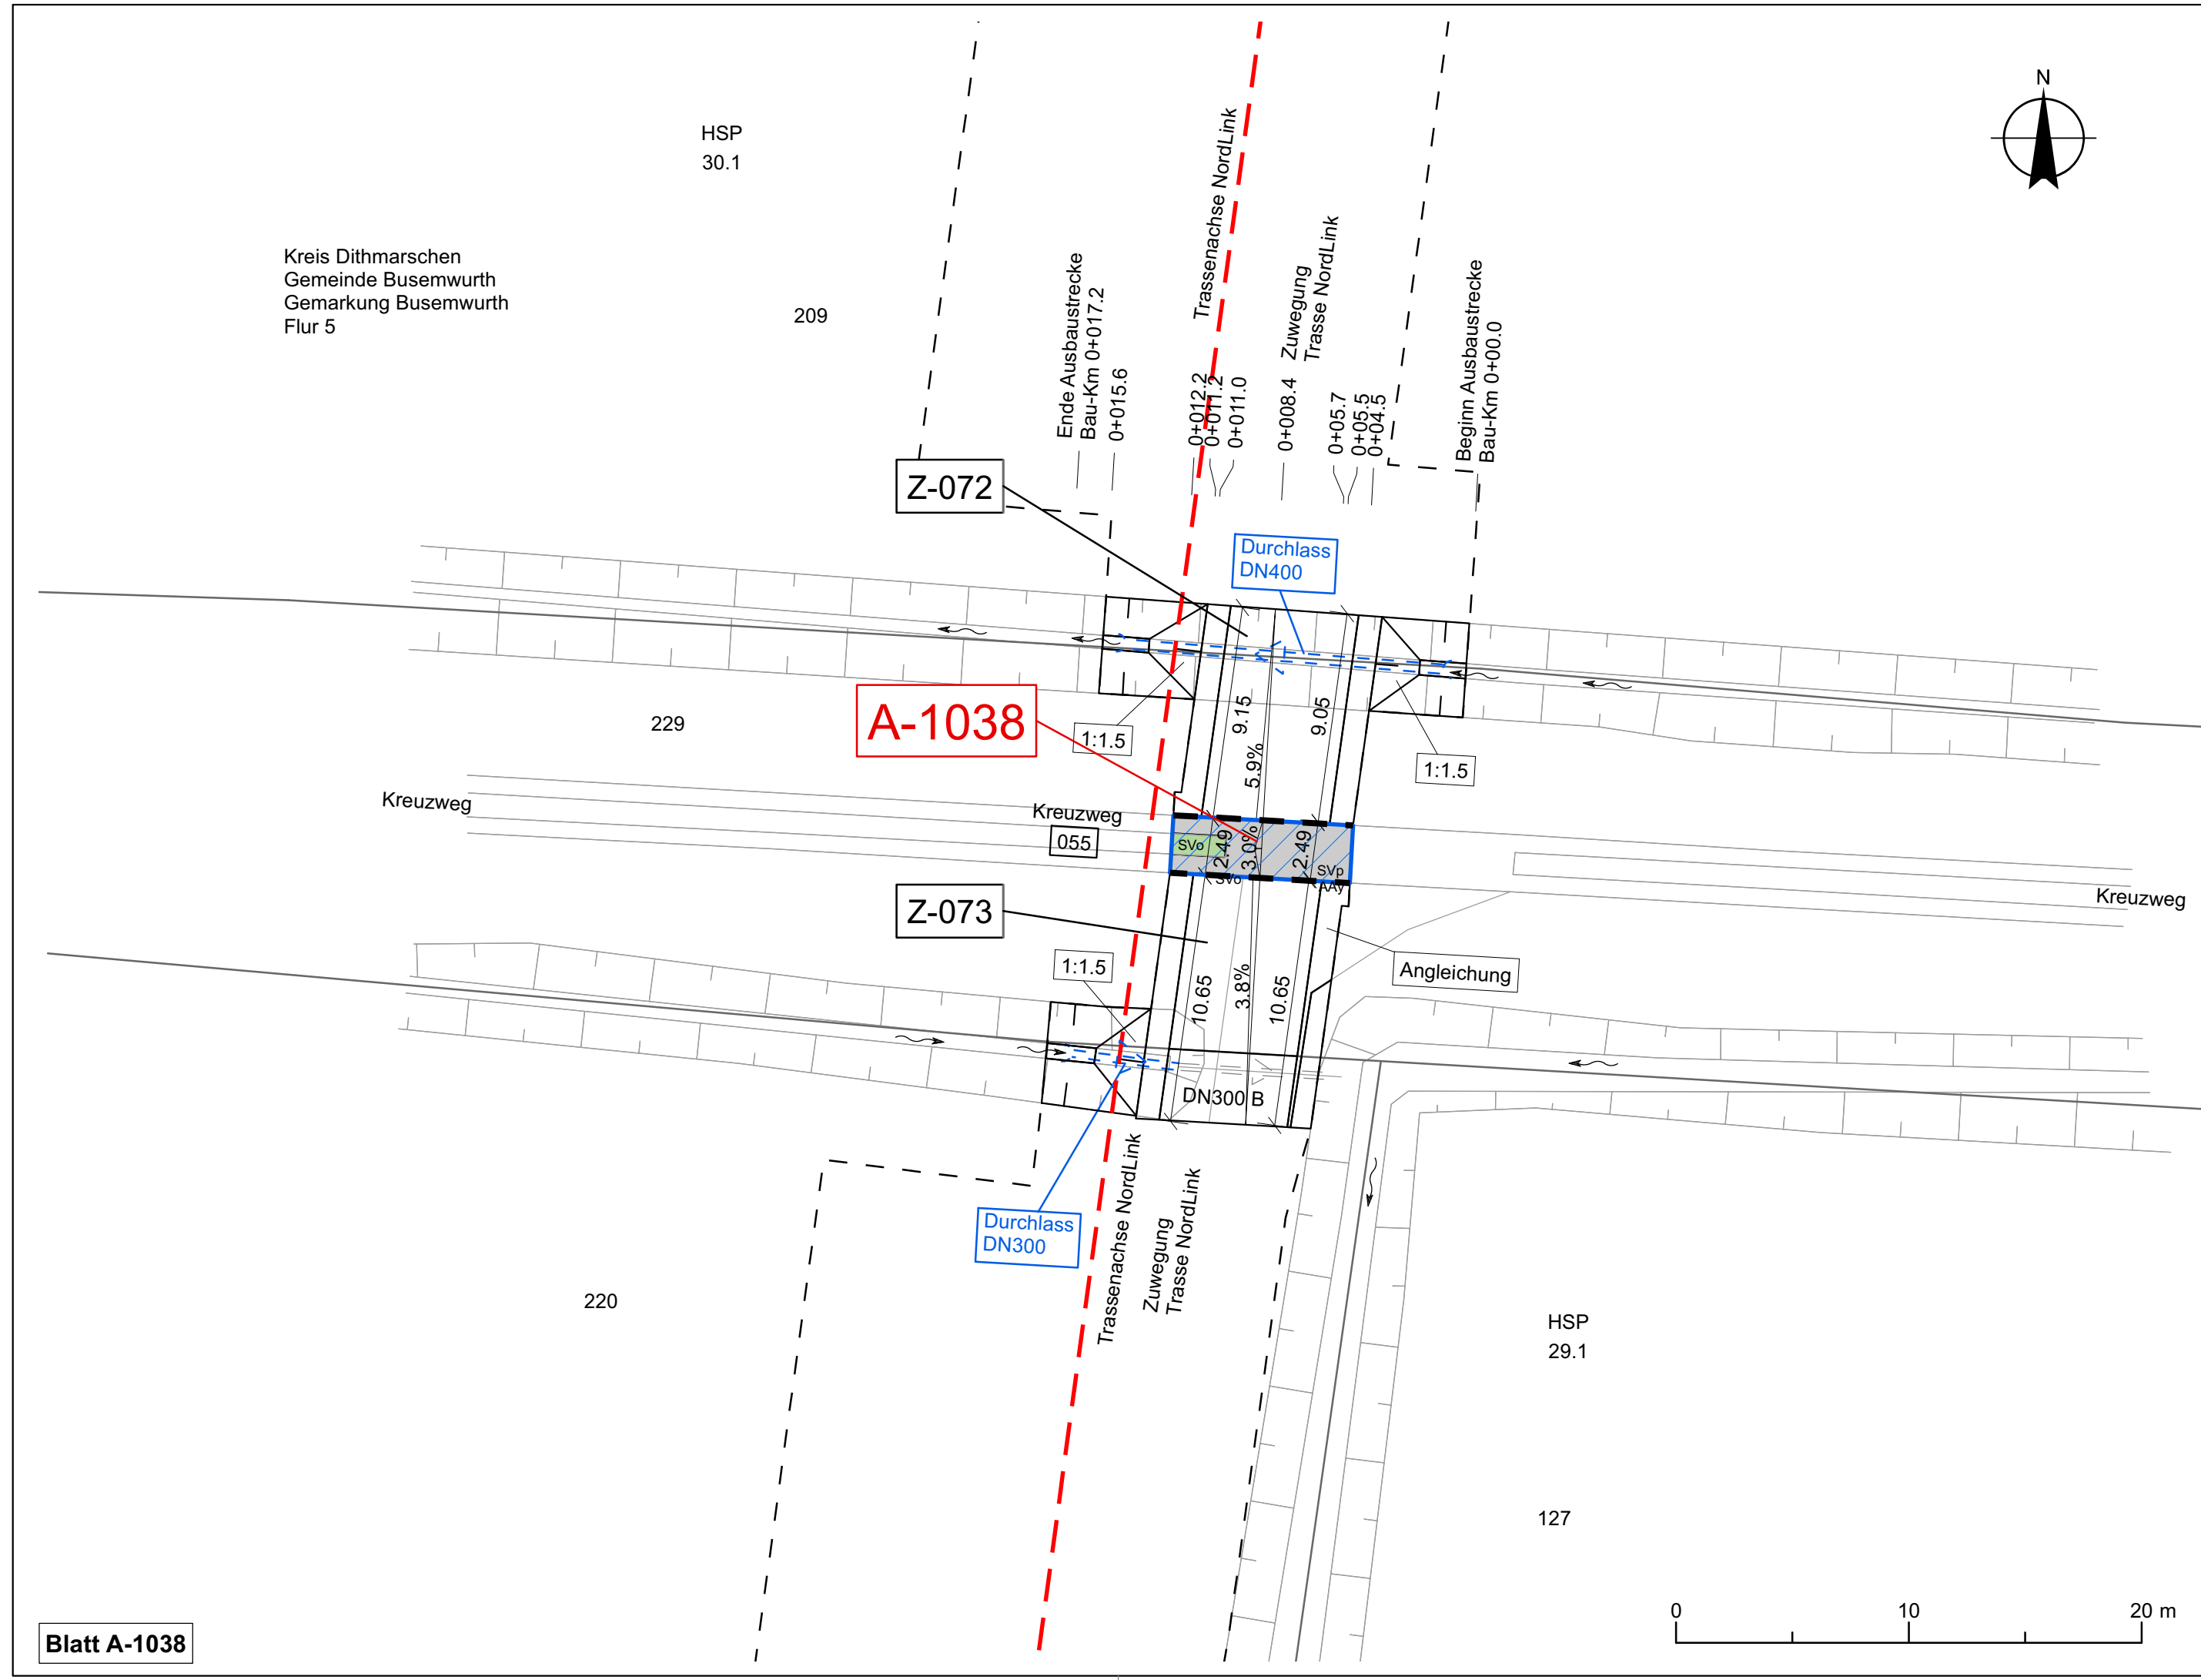 N
HSP
30.1
Kreis Dithmarschen
Gemeinde Busemwurth
Gemarkung Busemwurth
Flur 5
209
Trassenachse NordLink
Zuwegung
Trasse NordLink
Ende Ausbaustrecke
Bau-Km 0+017.2
0+015.6
0+012.2
0+011.2
0+011.0
0+008.4
0+05.7
0+05.5
0+04.5
Beginn Ausbaustrecke
Bau-Km 0+00.0
Z-072
Durchlass
DN400
A-1038
229
1:1.5
9.15
5.9%
9.05
1:1.5
Kreuzweg
Kreuzweg
055
SVo
2.49
3.0%
2.49
SVp
SVo
AAy
Kreuzweg
Z-073
1:1.5
Angleichung
10.65
3.8%
10.65
DN300 B
Durchlass
DN300
Trassenachse NordLink
Zuwegung
Trasse NordLink
220
HSP
29.1
127
0 10 20 m
Blatt A-1038